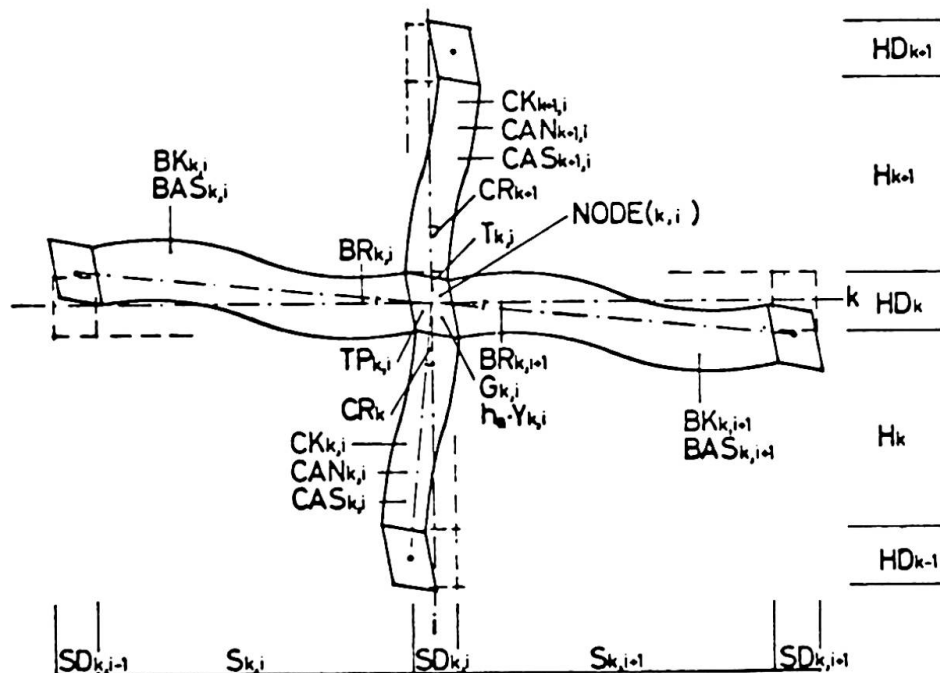 HDk+1
CKk+1,i
CANk+1,i
CASk+1,i
Hk+1
BKk,i
BASk,i
CRk+1
NODE(k,i)
BRk,i
Tk,j
k
HDk
TPk,i
BRk,i+1
Gk,i
CRk
BKk,i+1
BASk,i+1
Hk
CKk,i
CANk,i
CASk,j
HDk-1
i
SDk,i-1 Sk,i SDk,j Sk,i+1 SDk,i+1